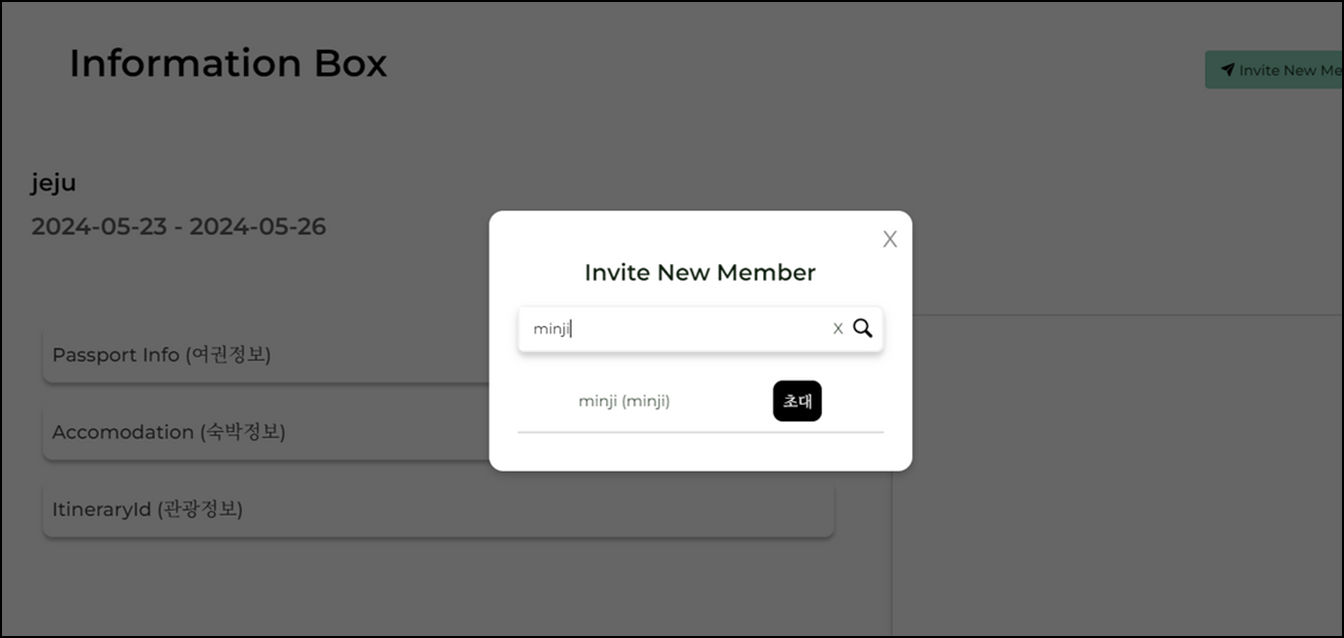 Information Box
Invite New Me
jeju
2024-05-23 - 2024-05-26
X
Invite New Member
minji
X
minji (minji)
초대
Passport Info (여권정보)
Accomodation (숙박정보)
ItineraryId (관광정보)